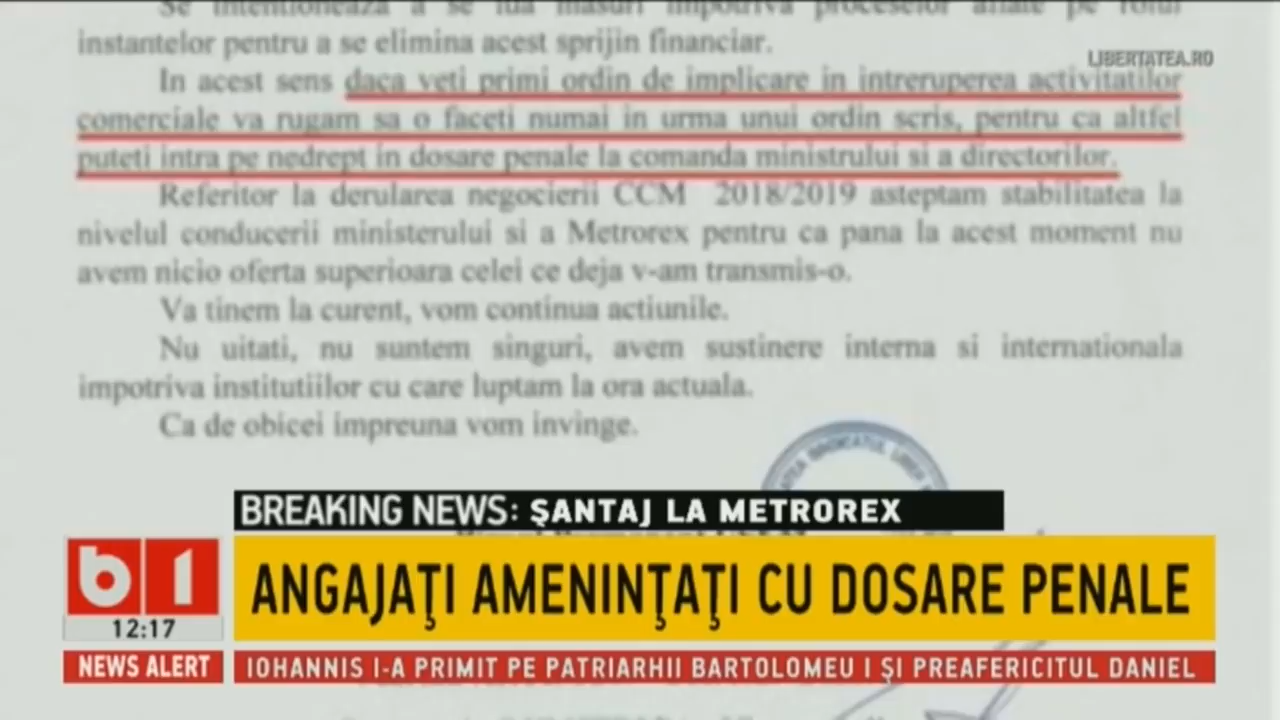 Se intentioneaza a se lua masuri impotriva proceselor aflate pe rolul
instantelor pentru a se elimina acest sprijin financiar.
LIBERTATEA.RO
In acest sens daca veti primi ordin de implicare in intreruperea activitatilor
comerciale va rugam sa o faceti numai in urma unui ordin scris, pentru ca altfel
puteti intra pe nedrept in dosare penale la comanda ministrului si a directorilor.
Referitor la derularea negocierii CCM 2018/2019 asteptam stabilitatea la
nivelul conducerii ministerului si a Metrorex pentru ca pana la acest moment nu
avem nicio oferta superioara celei ce deja v-am transmis-o.
Va tinem la curent, vom continua actiunile.
Nu uitati, nu suntem singuri, avem sustinere interna si internationala
impotriva institutiilor cu care luptam la ora actuala.
Ca de obicei impreuna vom invinge.
SINDICATUL LIBER
BREAKING NEWS: ŞANTAJ LA METROREX
b1
ANGAJAŢI AMENINŢAŢI CU DOSARE PENALE
12:17
NEWS ALERT
IOHANNIS I-A PRIMIT PE PATRIARHII BARTOLOMEU I ŞI PREAFERICITUL DANIEL